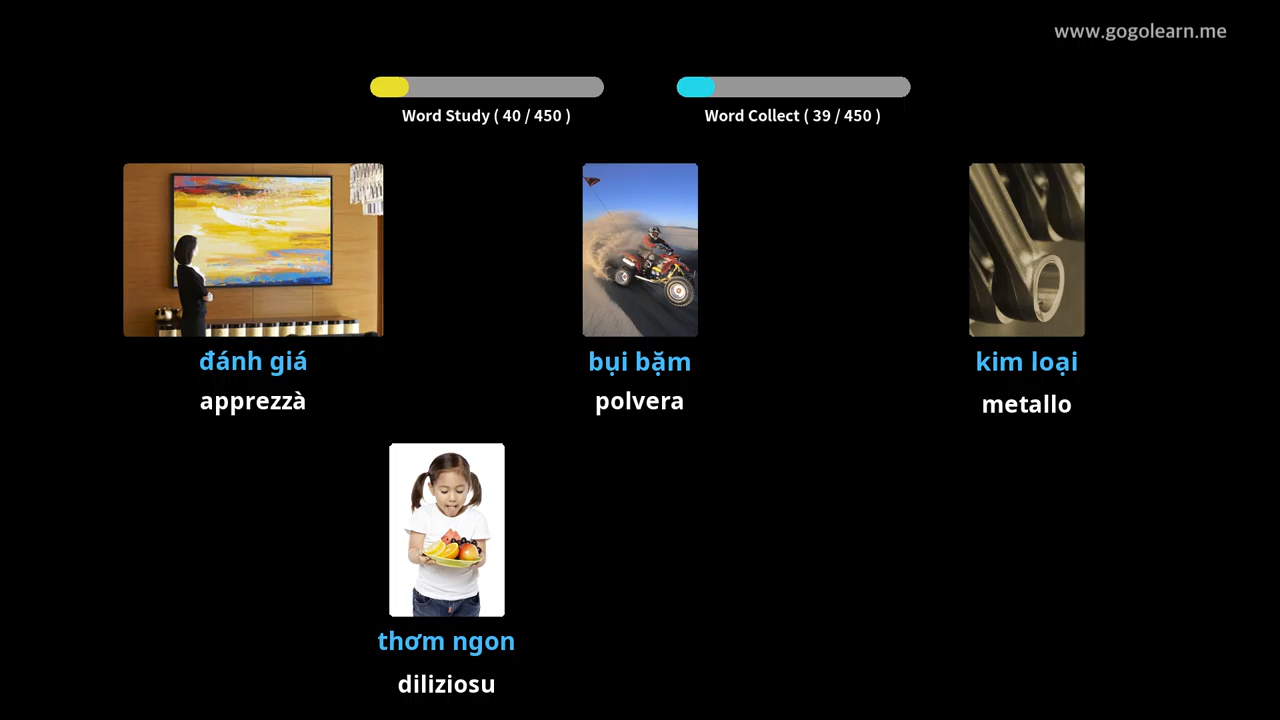 www.gogolearn.me
Word Study ( 40 / 450 )
Word Collect ( 39 / 450 )
đánh giá
apprezzà
bụi bặm
polvera
kim loại
metallo
thơm ngon
diliziosu